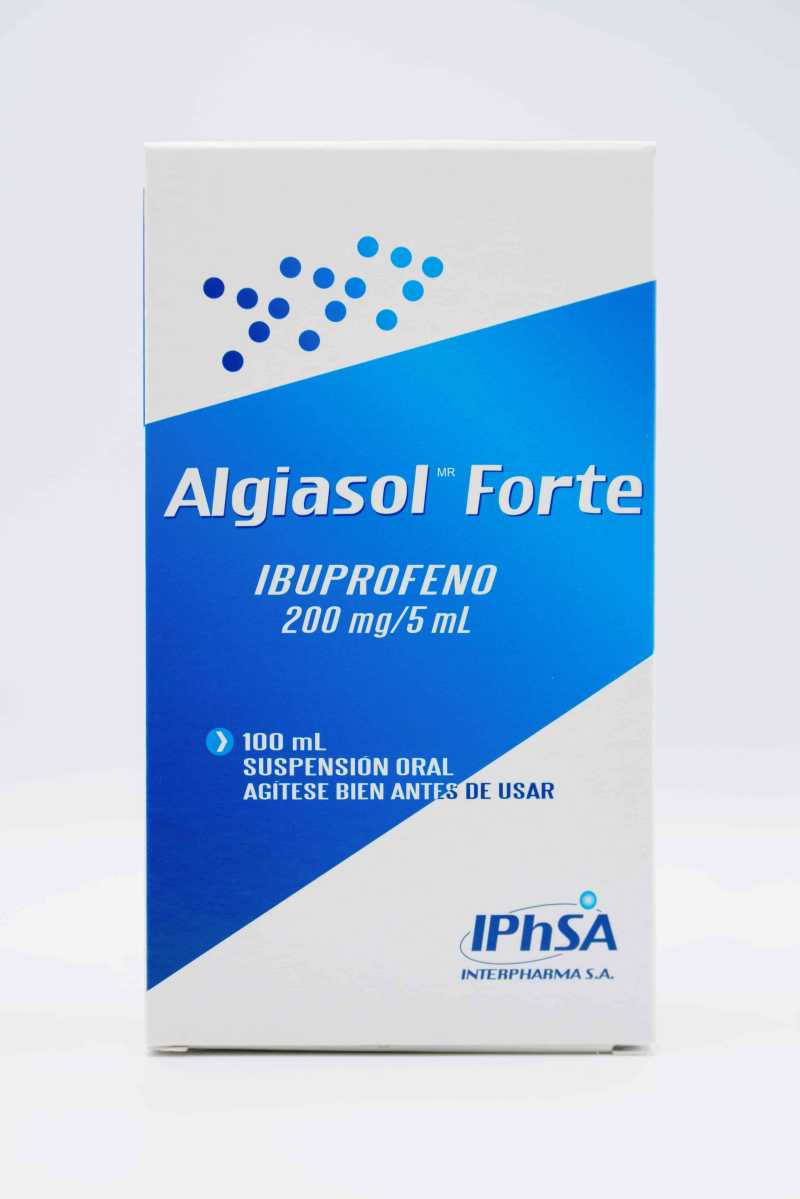 Algiasol MR Forte
IBUPROFENO
200 mg/5 mL
100 mL
SUSPENSIÓN ORAL
AGÍTESE BIEN ANTES DE USAR
IPhSA
INTERPHARMA S.A.